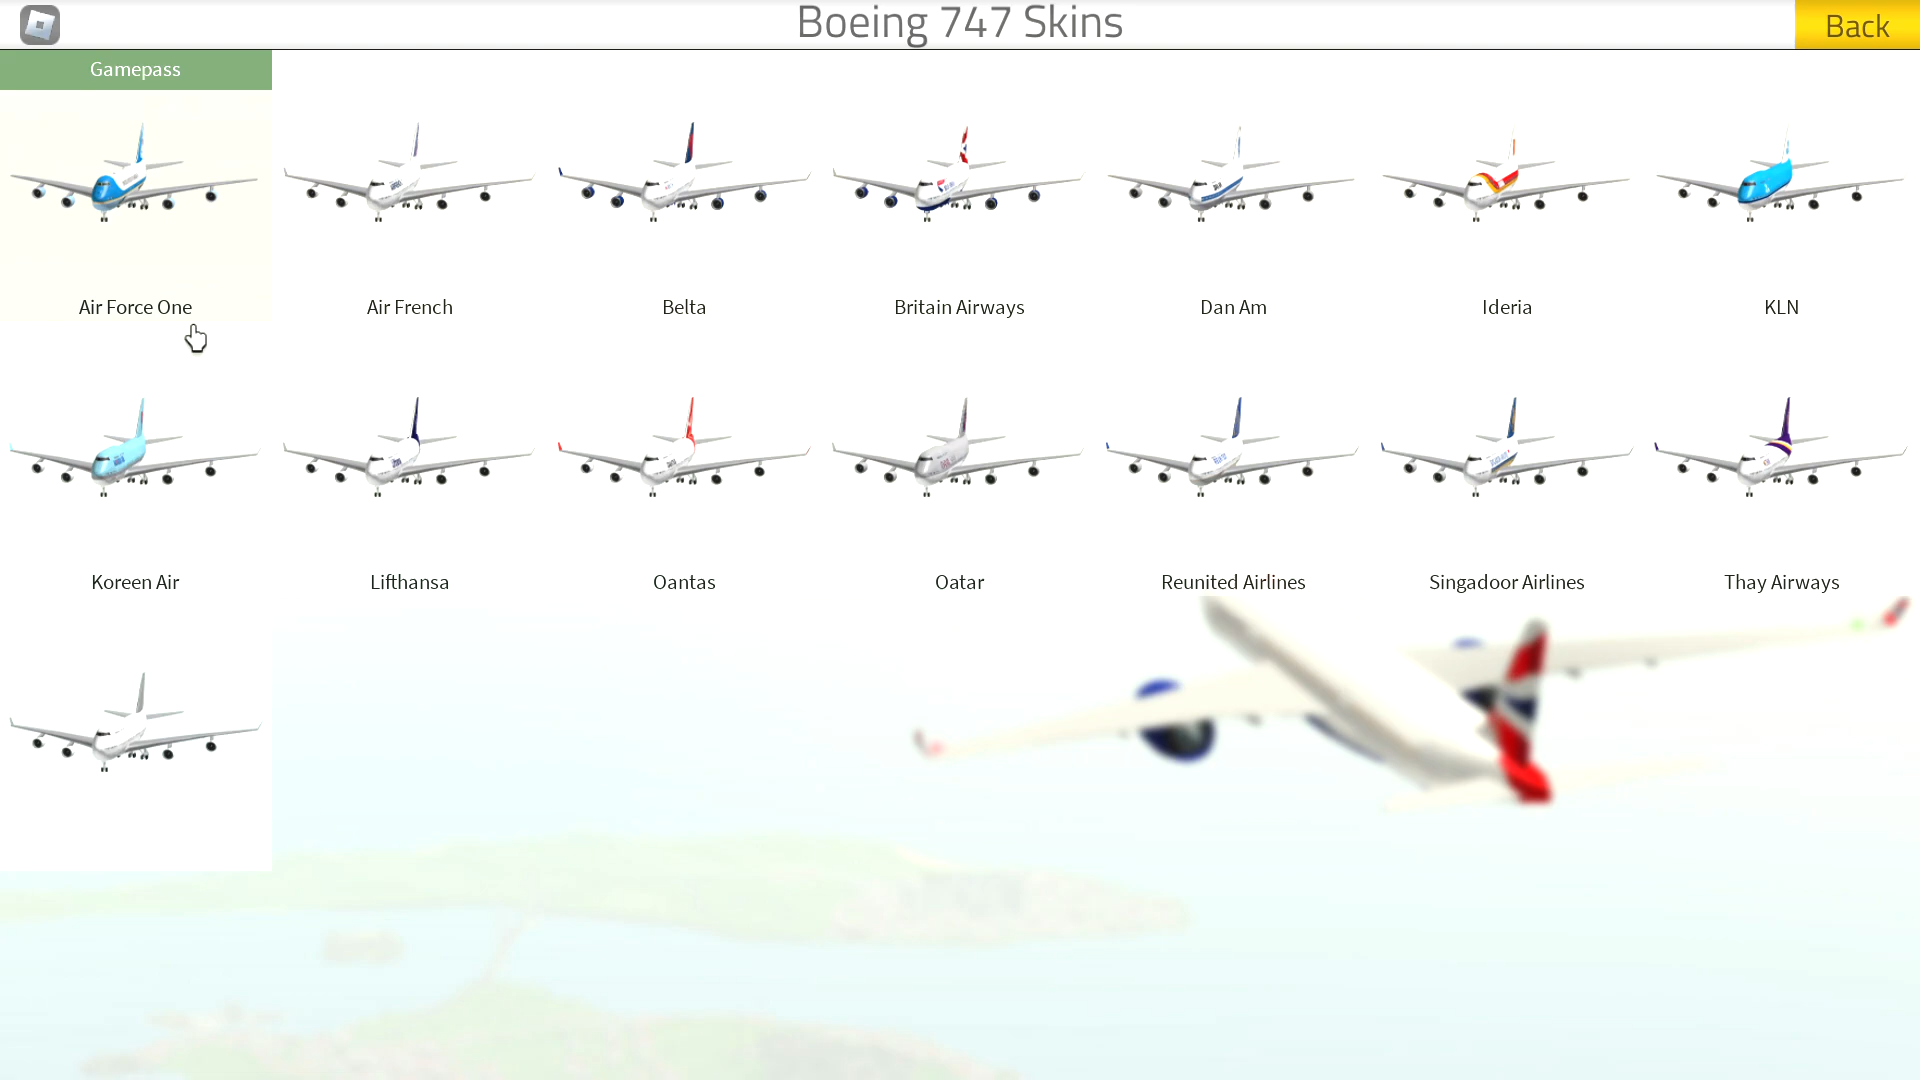 Boeing 747 Skins
Back
Gamepass
Air Force One
Air French
Belta
Britain Airways
Dan Am
Ideria
KLN
Koreen Air
Lifthansa
Oantas
Oatar
Reunited Airlines
Singadoor Airlines
Thay Airways